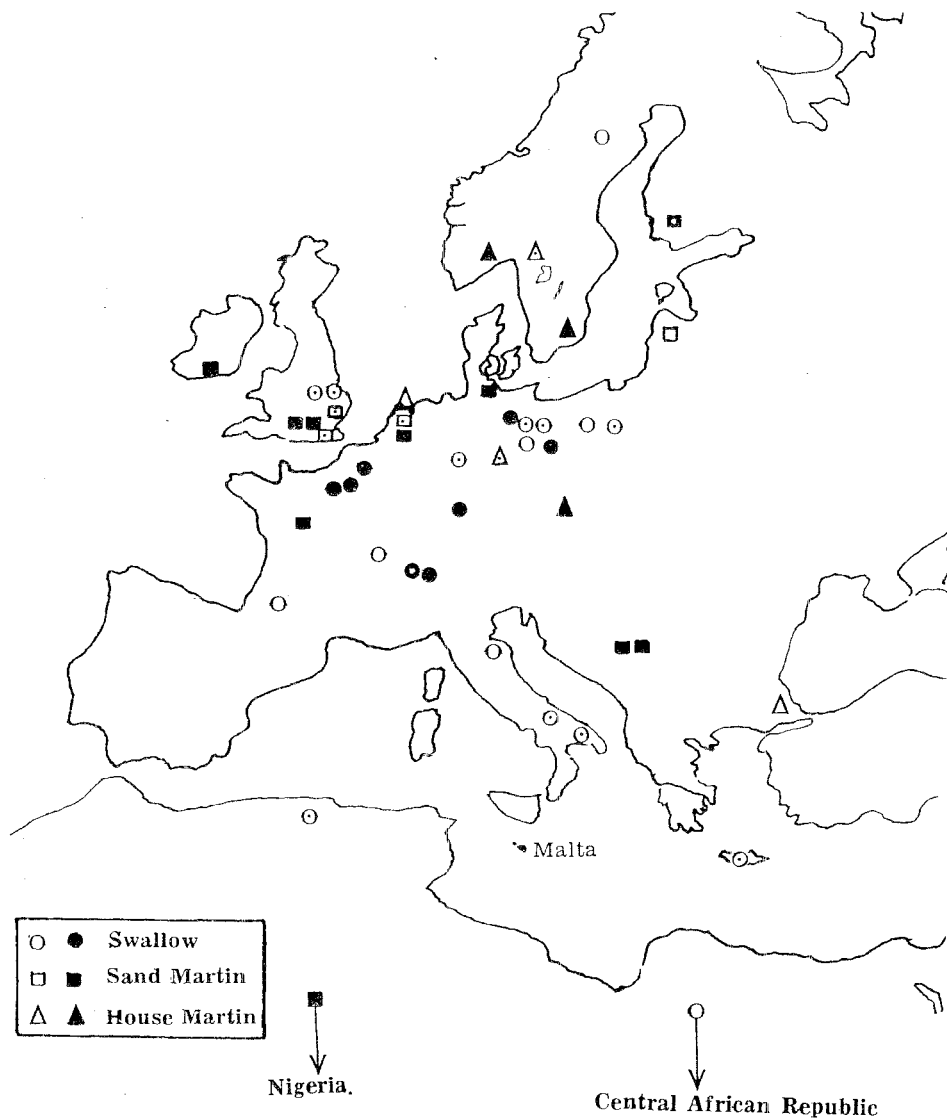 Malta
Swallow
Sand Martin
House Martin
Nigeria.
Central African Republic